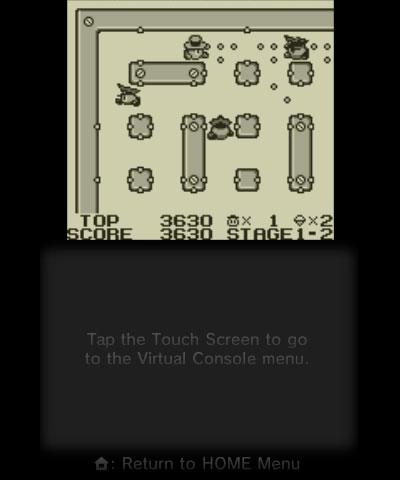 TOP 3630 × 1 ×2
SCORE 3630 STAGE1-2
Tap the Touch Screen to go
to the Virtual Console menu.
: Return to HOME Menu